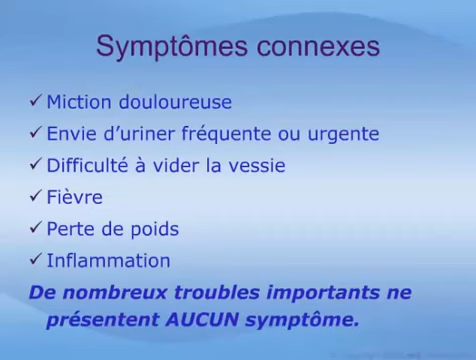 Symptômes connexes
✓ Miction douloureuse
✓ Envie d'uriner fréquente ou urgente
✓ Difficulté à vider la vessie
✓ Fièvre
✓ Perte de poids
✓ Inflammation
De nombreux troubles importants ne
présentent AUCUN symptôme.